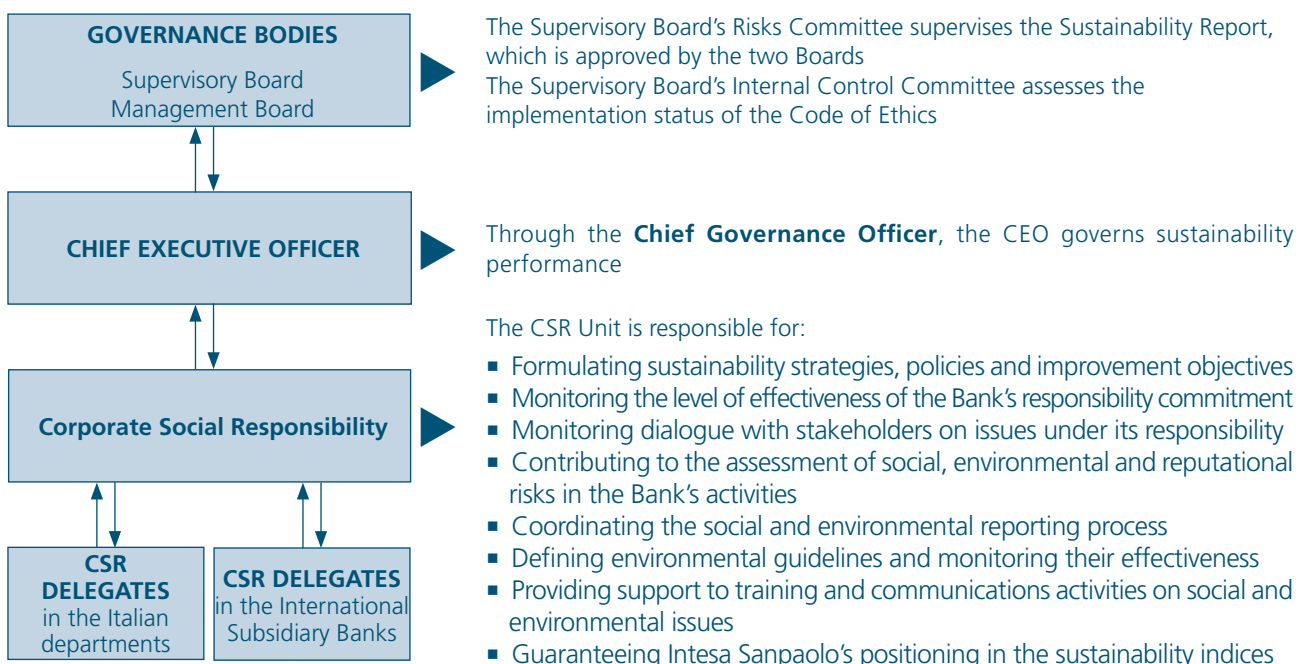 GOVERNANCE BODIES
Supervisory Board
Management Board
The Supervisory Board’s Risks Committee supervises the Sustainability Report,
which is approved by the two Boards
The Supervisory Board’s Internal Control Committee assesses the
implementation status of the Code of Ethics
CHIEF EXECUTIVE OFFICER
Through the Chief Governance Officer, the CEO governs sustainability
performance
Corporate Social Responsibility
The CSR Unit is responsible for:
▪ Formulating sustainability strategies, policies and improvement objectives
▪ Monitoring the level of effectiveness of the Bank’s responsibility commitment
▪ Monitoring dialogue with stakeholders on issues under its responsibility
▪ Contributing to the assessment of social, environmental and reputational
risks in the Bank’s activities
▪ Coordinating the social and environmental reporting process
▪ Defining environmental guidelines and monitoring their effectiveness
▪ Providing support to training and communications activities on social and
environmental issues
▪ Guaranteeing Intesa Sanpaolo’s positioning in the sustainability indices
CSR
DELEGATES
in the Italian
departments
CSR DELEGATES
in the International
Subsidiary Banks